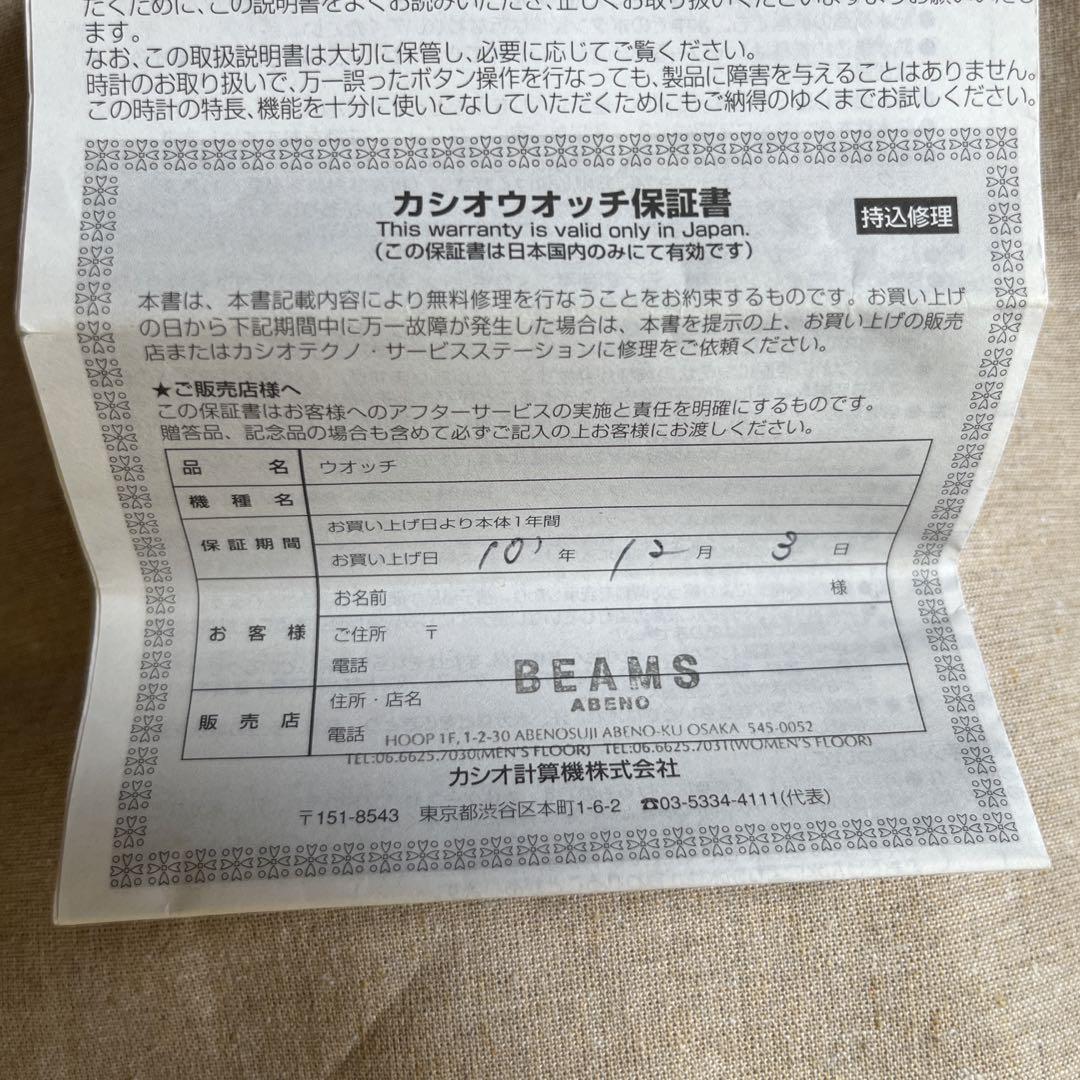 たくために、この説明書をよくお読みいただき、正しくお取り扱いくださいますようお願いいたし
ます。
なお、この取扱説明書は大切に保管し、必要に応じてご覧ください。
時計のお取り扱いで、万一誤ったボタン操作を行なっても、製品に障害を与えることはありません。
この時計の特長、機能を十分に使いこなしていただくためにもご納得のゆくまでお試しください。
カシオウオッチ保証書
This warranty is valid only in Japan.
(この保証書は日本国内のみにて有効です)
持込修理
本書は、本書記載内容により無料修理を行なうことをお約束するものです。お買い上げ
の日から下記期間中に万一故障が発生した場合は、本書を提示の上、お買い上げの販売
店またはカシオテクノ・サービスステーションに修理をご依頼ください。
★ご販売店様へ
この保証書はお客様へのアフターサービスの実施と責任を明確にするものです。
贈答品、記念品の場合も含めて必ずご記入の上お客様にお渡しください。
品名 ウオッチ
機種名
保証期間 お買い上げ日より本体1年間
お買い上げ日 10' 年 12 月 3 日
お客様 お名前 様
ご住所 〒
電話
販売店 住所・店名
電話
BEAMS
ABENO
HOOP 1F, 1-2-30 ABENOSUJI ABENO-KU OSAKA 545-0052
TEL:06.6625.7030(MEN'S FLOOR) TEL:06.6625.7031(WOMEN'S FLOOR)
カシオ計算機株式会社
〒151-8543 東京都渋谷区本町1-6-2 ☎03-5334-4111(代表)